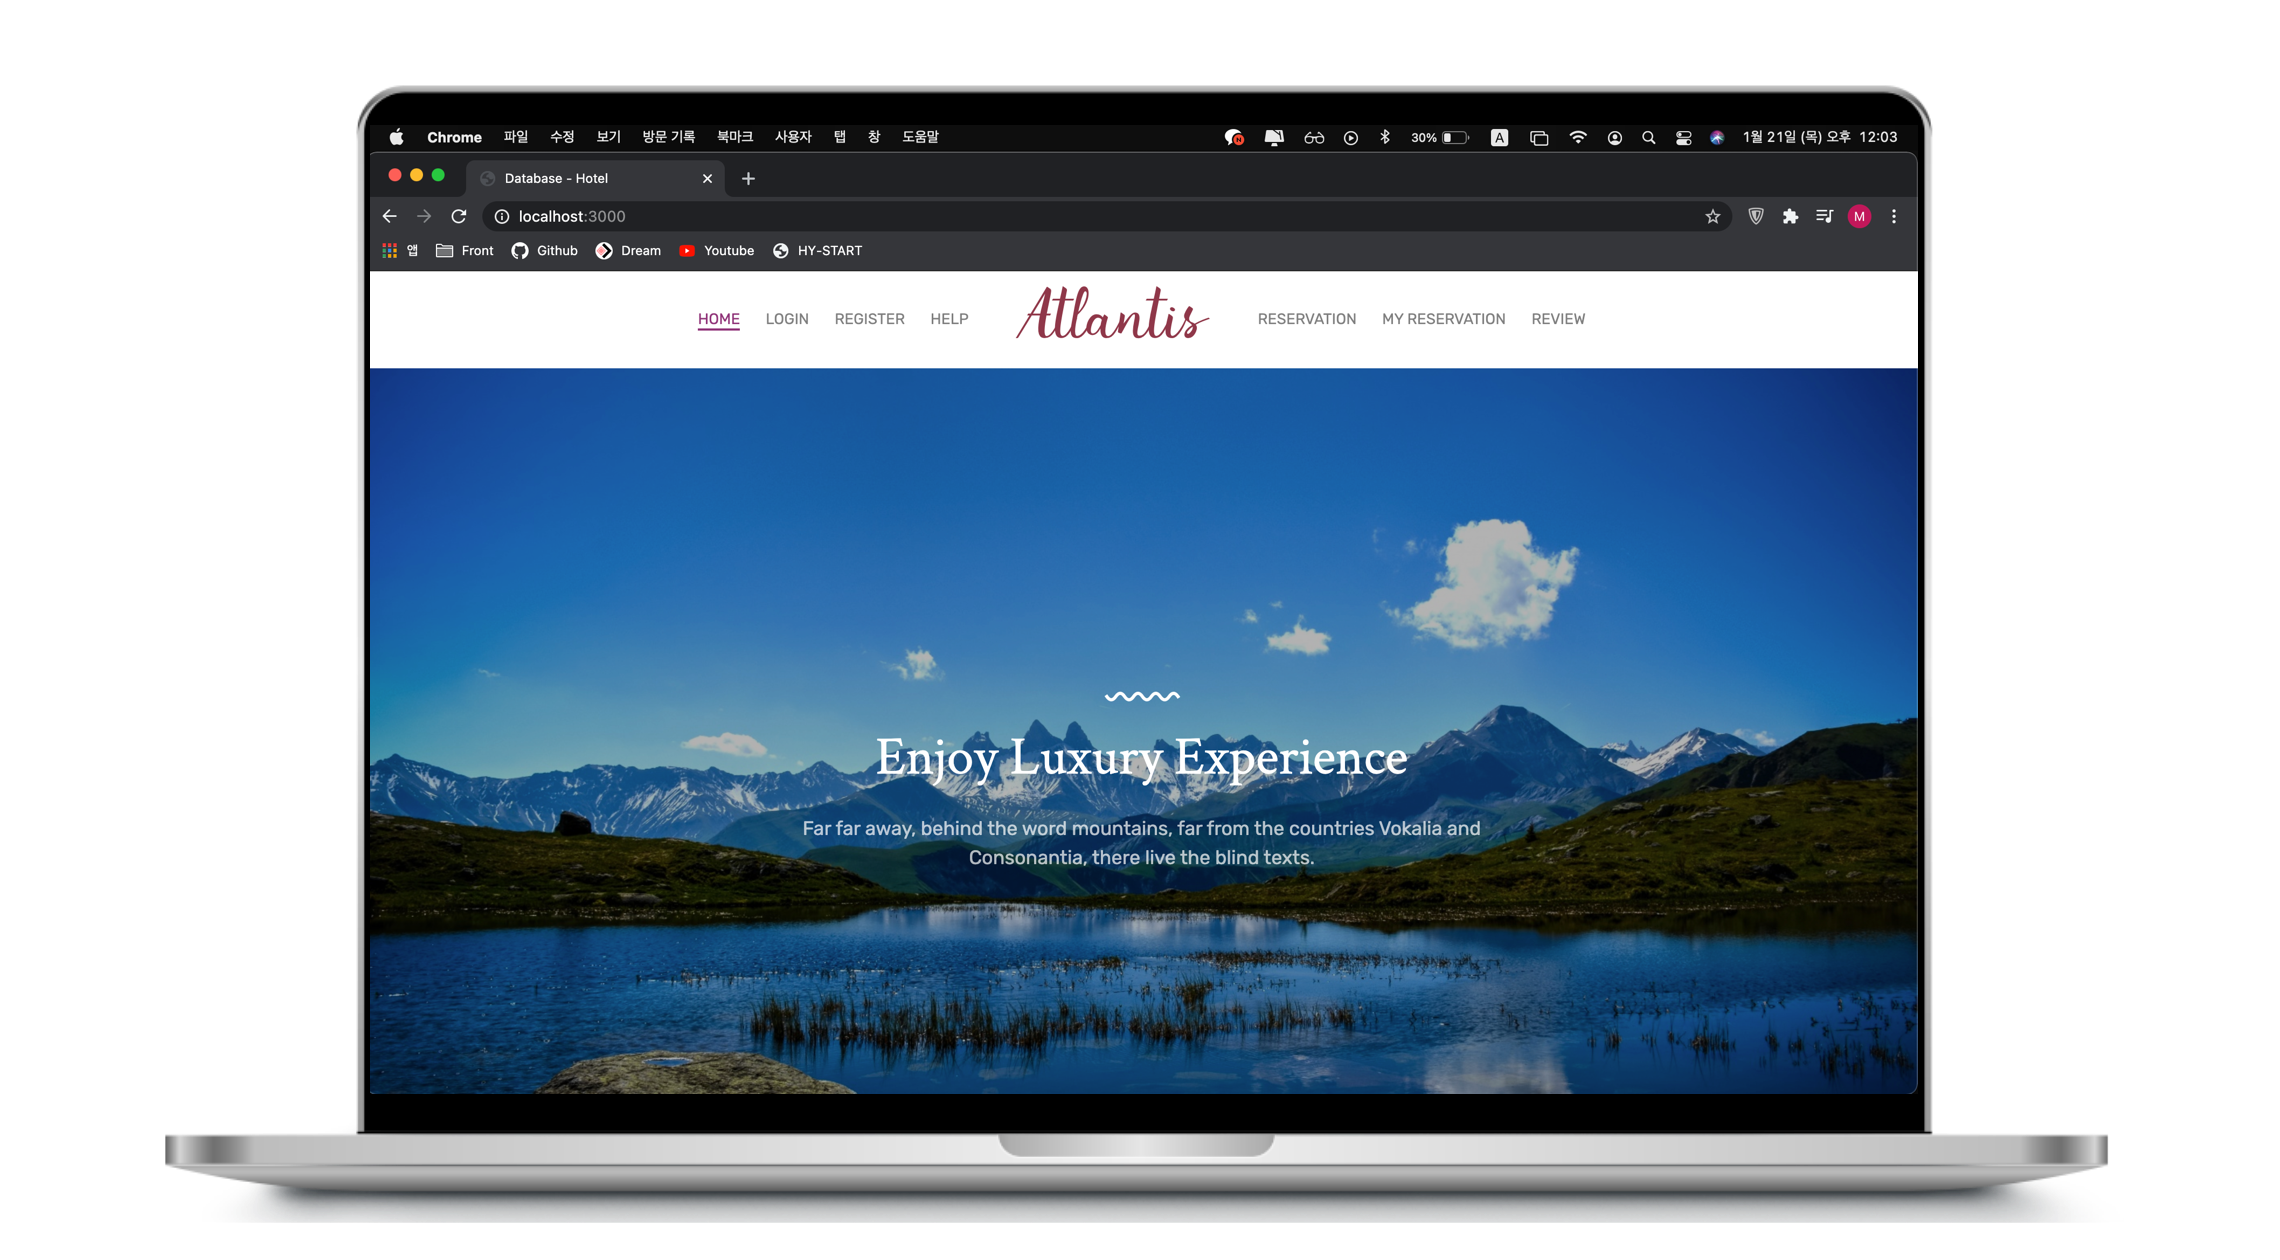 Chrome 파일 수정 보기 방문 기록 북마크 사용자 탭 창 도움말 30% A 1월 21일 (목) 오후 12:03
Database - Hotel
localhost:3000 M
앱 Front Github Dream Youtube HY-START
HOME LOGIN REGISTER HELP Atlantis RESERVATION MY RESERVATION REVIEW
Enjoy Luxury Experience
Far far away, behind the word mountains, far from the countries Vokalia and
Consonantia, there live the blind texts.